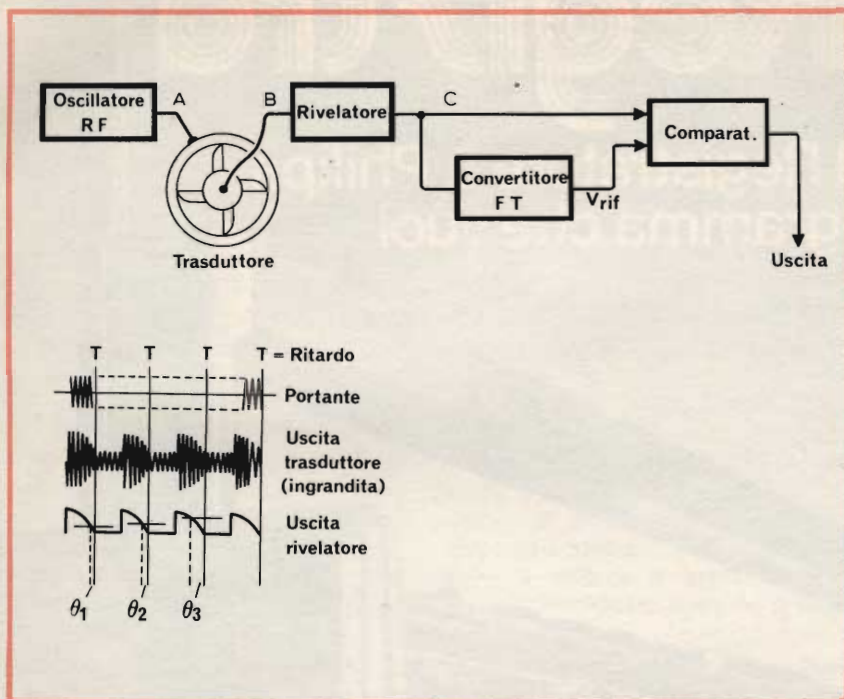 Oscillatore
RF
A
B
Rivelatore
C
Comparat.
Convertitore
FT
Vrif
Trasduttore
Uscita
T T T T = Ritardo
Portante
Uscita
trasduttore
(ingrandita)
Uscita
rivelatore
θ1 θ2 θ3